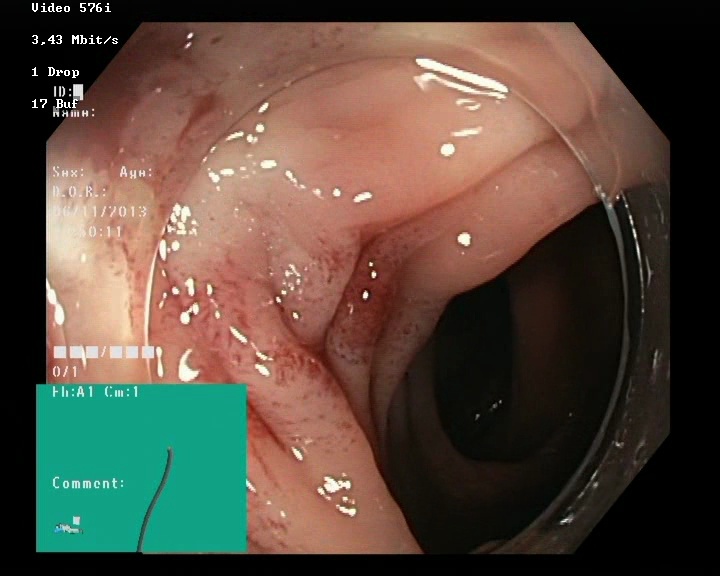 Video 576i
3,43 Mbit/s
1 Drop
ID:
17 Buf
Name:
Sex: Age:
D.O.B.:
06/11/2013
0/1
Eh:A1 Cm:1
Comment: